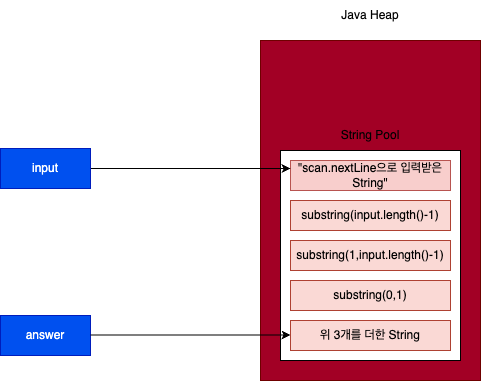 Java Heap
String Pool
input
"scan.nextLine으로 입력받은
String"
substring(input.length()-1)
substring(1,input.length()-1)
substring(0,1)
answer
위 3개를 더한 String